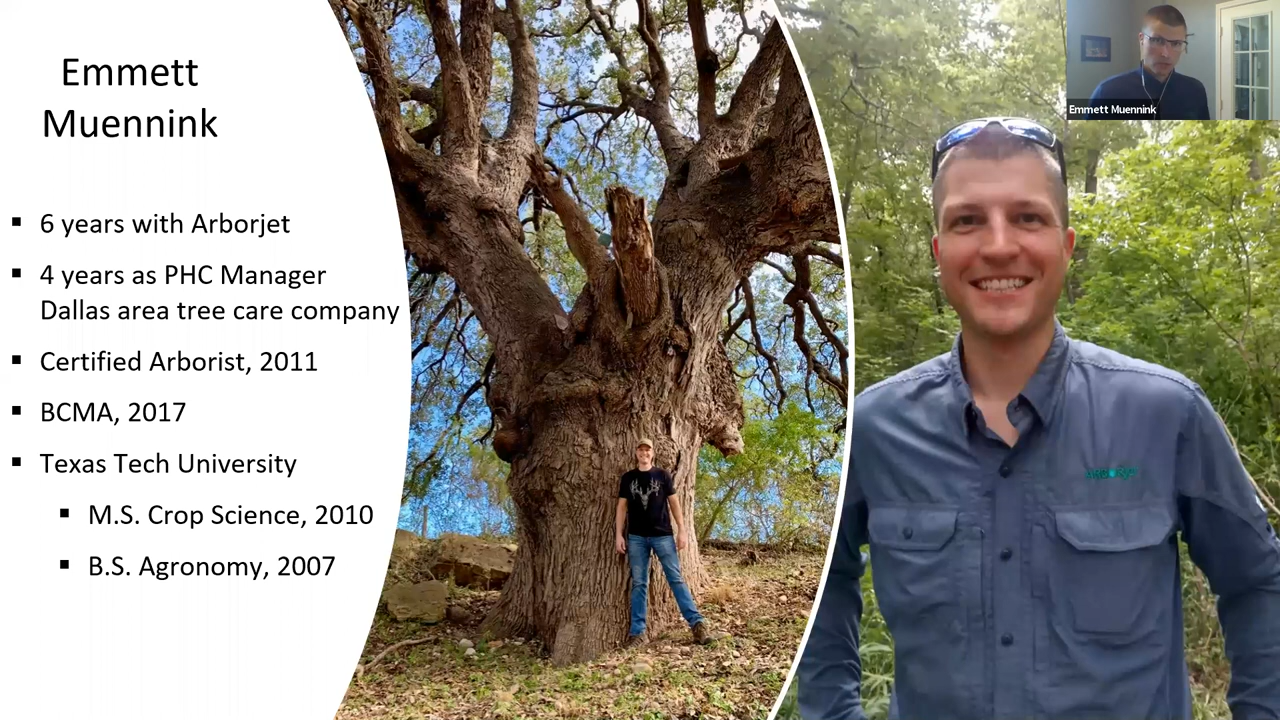 Emmett
Muennink
▪ 6 years with Arborjet
▪ 4 years as PHC Manager
Dallas area tree care company
▪ Certified Arborist, 2011
▪ BCMA, 2017
▪ Texas Tech University
▪ M.S. Crop Science, 2010
▪ B.S. Agronomy, 2007
Emmett Muennink